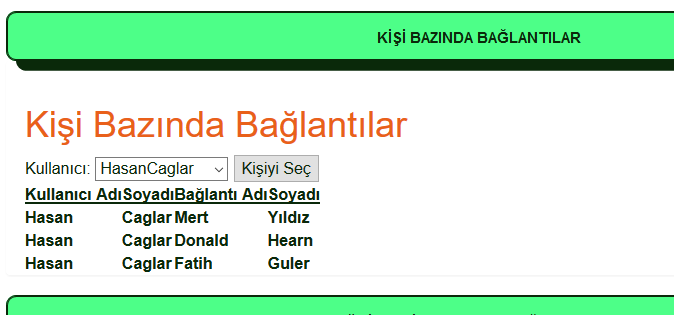 KİŞİ BAZINDA BAĞLANTILAR
Kişi Bazında Bağlantılar
Kullanıcı: HasanCaglar Kişiyi Seç
Kullanıcı Adı Soyadı Bağlantı Adı Soyadı
Hasan Caglar Mert Yıldız
Hasan Caglar Donald Hearn
Hasan Caglar Fatih Guler